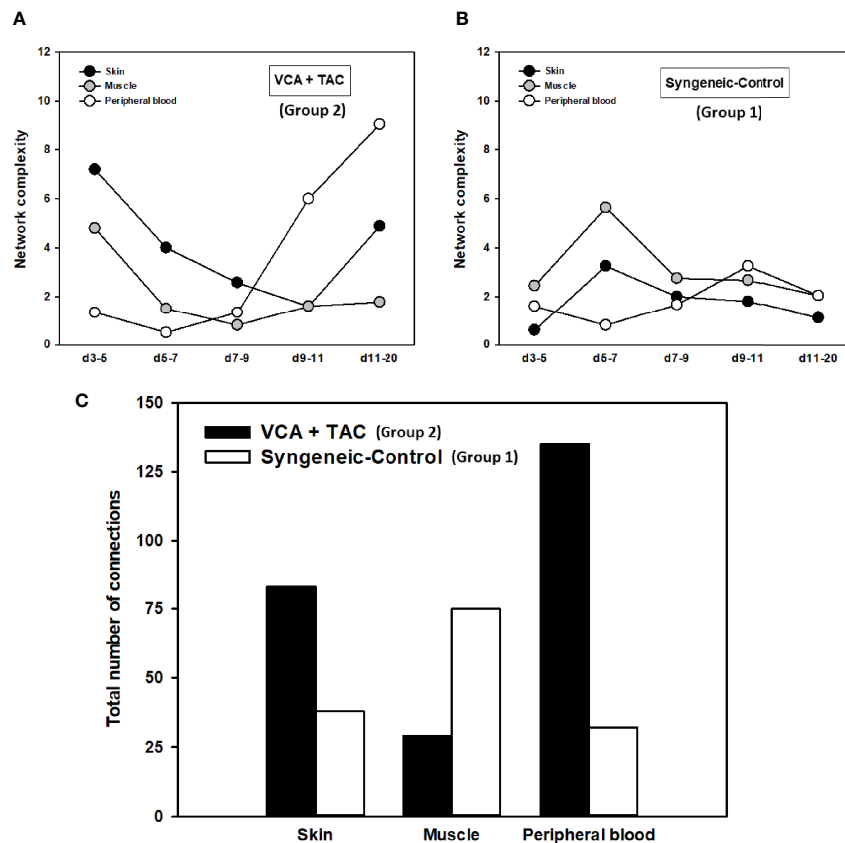 A
Network complexity
12
10
8
6
4
2
0
Skin
Muscle
Peripheral blood
VCA + TAC
(Group 2)
d3-5
d5-7
d7-9
d9-11
d11-20
B
Network complexity
12
10
8
6
4
2
0
Skin
Muscle
Peripheral blood
Syngeneic-Control
(Group 1)
d3-5
d5-7
d7-9
d9-11
d11-20
C
Total number of connections
150
125
100
75
50
25
0
VCA + TAC (Group 2)
Syngeneic-Control (Group 1)
Skin
Muscle
Peripheral blood